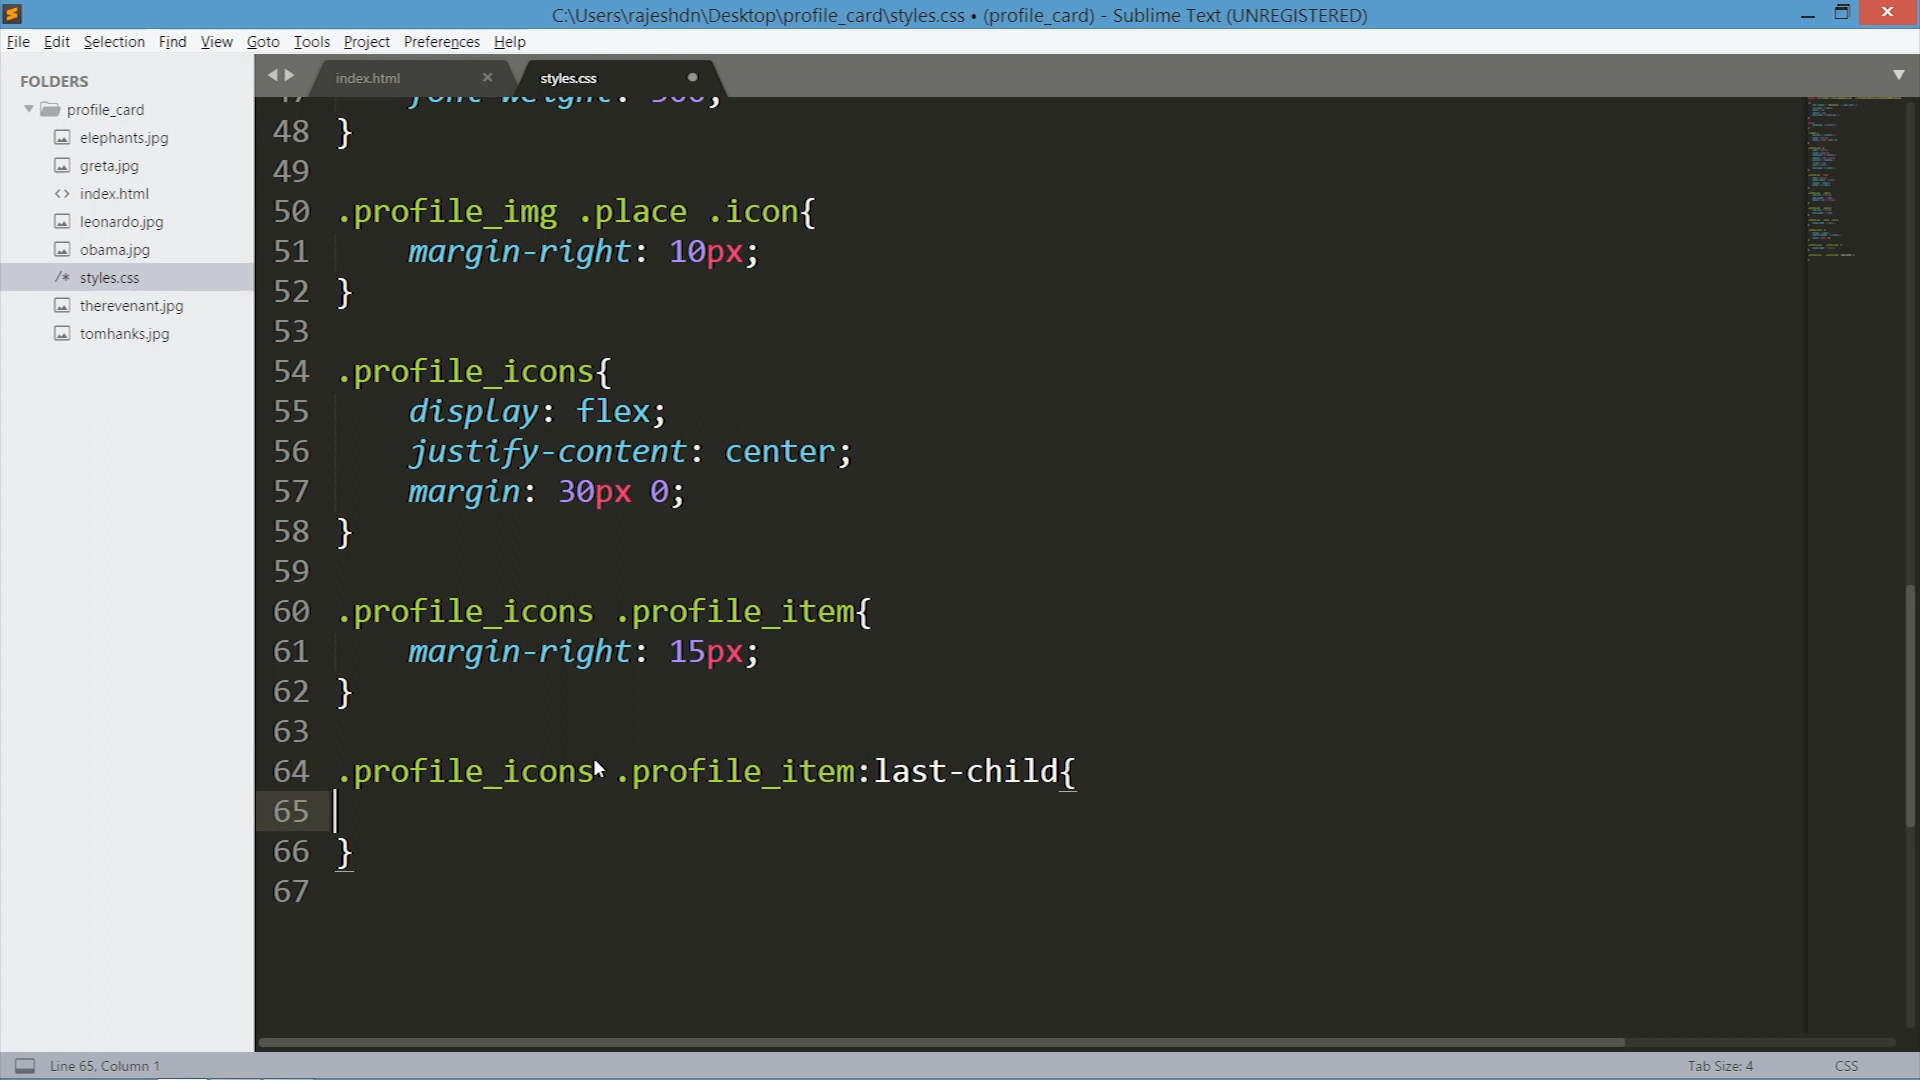 C:\Users\rajeshdn\Desktop\profile_card\styles.css • (profile_card) - Sublime Text (UNREGISTERED)
File Edit Selection Find View Goto Tools Project Preferences Help
FOLDERS
profile_card
elephants.jpg
greta.jpg
<> index.html
leonardo.jpg
obama.jpg
/* styles.css
therevenant.jpg
tomhanks.jpg
index.html × styles.css
47 font-weight: 300;
48 }
49
50 .profile_img .place .icon{
51 margin-right: 10px;
52 }
53
54 .profile_icons{
55 display: flex;
56 justify-content: center;
57 margin: 30px 0;
58 }
59
60 .profile_icons .profile_item{
61 margin-right: 15px;
62 }
63
64 .profile_icons .profile_item:last-child{
65
66 }
67
Line 65, Column 1
Tab Size: 4
CSS